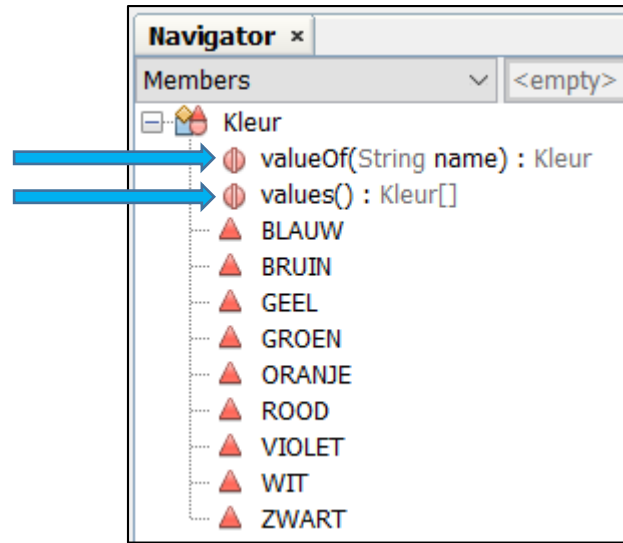 Navigator ×
Members <empty>
Kleur
valueOf(String name) : Kleur
values() : Kleur[]
BLAUW
BRUIN
GEEL
GROEN
ORANJE
ROOD
VIOLET
WIT
ZWART